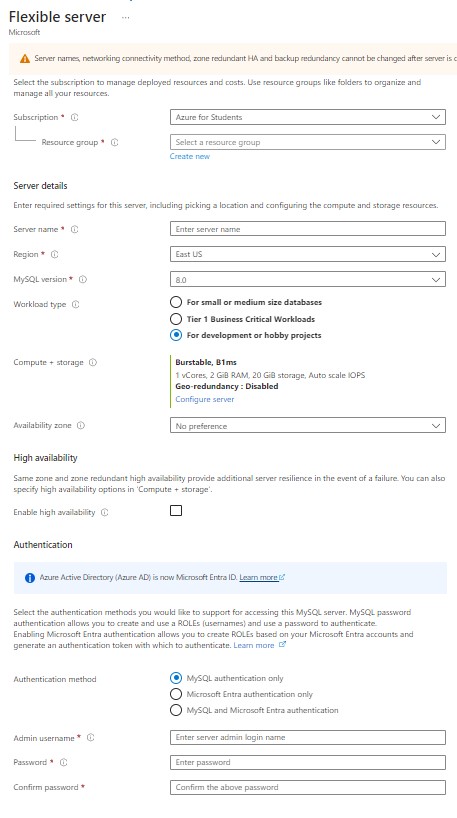 Flexible server ...
Microsoft
Server names, networking connectivity method, zone redundant HA and backup redundancy cannot be changed after server is c
Select the subscription to manage deployed resources and costs. Use resource groups like folders to organize and
manage all your resources.
Subscription * Azure for Students
Resource group * Select a resource group
Create new
Server details
Enter required settings for this server, including picking a location and configuring the compute and storage resources.
Server name * Enter server name
Region * East US
MySQL version * 8.0
Workload type For small or medium size databases
Tier 1 Business Critical Workloads
For development or hobby projects
Compute + storage Burstable, B1ms
1 vCores, 2 GiB RAM, 20 GiB storage, Auto scale IOPS
Geo-redundancy : Disabled
Configure server
Availability zone No preference
High availability
Same zone and zone redundant high availability provide additional server resilience in the event of a failure. You can also
specify high availability options in 'Compute + storage'.
Enable high availability
Authentication
Azure Active Directory (Azure AD) is now Microsoft Entra ID. Learn more
Select the authentication methods you would like to support for accessing this MySQL server. MySQL password
authentication allows you to create and use a ROLEs (usernames) and use a password to authenticate.
Enabling Microsoft Entra authentication allows you to create ROLEs based on your Microsoft Entra accounts and
generate an authentication token with which to authenticate. Learn more
Authentication method MySQL authentication only
Microsoft Entra authentication only
MySQL and Microsoft Entra authentication
Admin username * Enter server admin login name
Password * Enter password
Confirm password * Confirm the above password